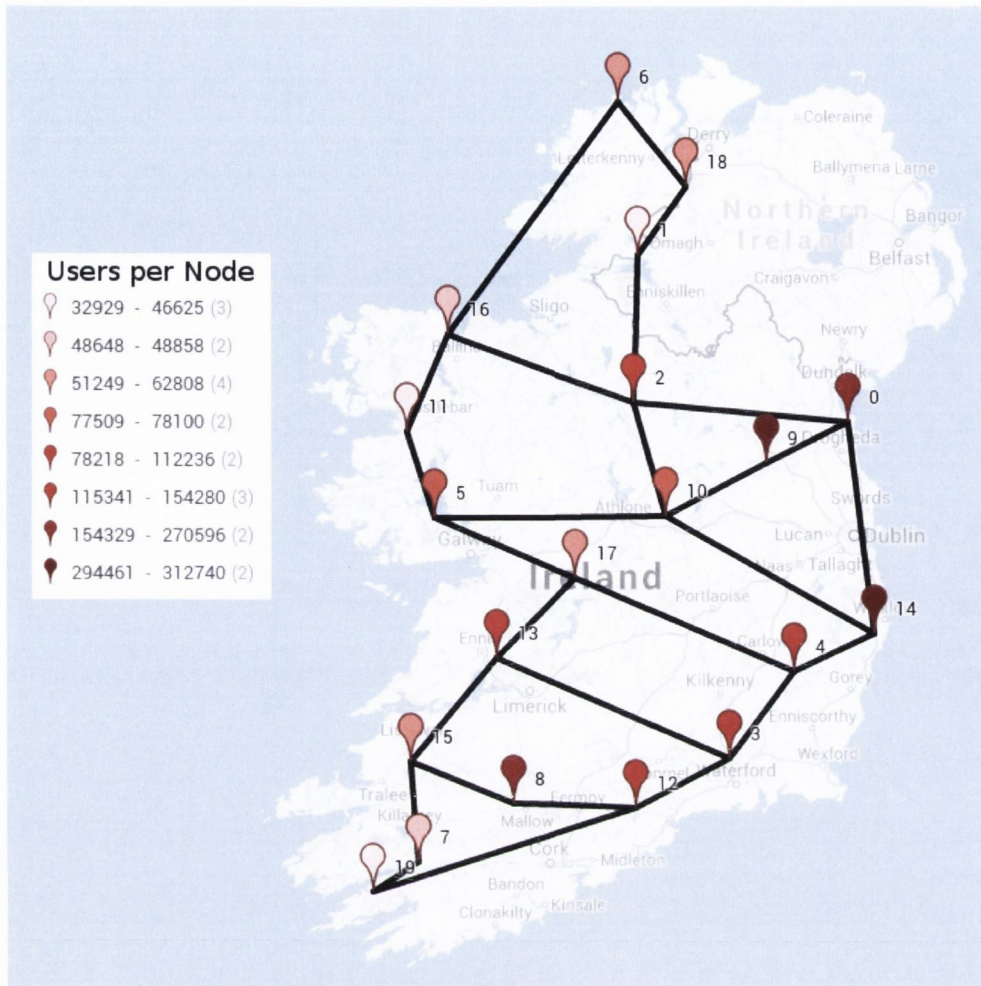 6
Coleraine
Derry
Letterkenny
18
Ballymena Larne
Northern
Ireland
Bangor
1
Omagh
Belfast
Users per Node
32929 - 46625 (3)
48648 - 48858 (2)
51249 - 62808 (4)
77509 - 78100 (2)
78218 - 112236 (2)
115341 - 154280 (3)
154329 - 270596 (2)
294461 - 312740 (2)
Craigavon
Enniskillen
Sligo
16
Newry
Ballina
2
Dundalk
0
11
9
Drogheda
5
Tuam
10
Swords
Athlone
Lucan
Dublin
Galway
17
Naas
Tallaght
Ireland
Portlaoise
14
13
Carlow
4
Kilkenny
Gorey
Limerick
Enniscorthy
15
3
Wexford
8
12
Waterford
Tralee
Fermoy
Killarney
Mallow
7
Cork
Midleton
19
Bandon
Kinsale
Clonakilty